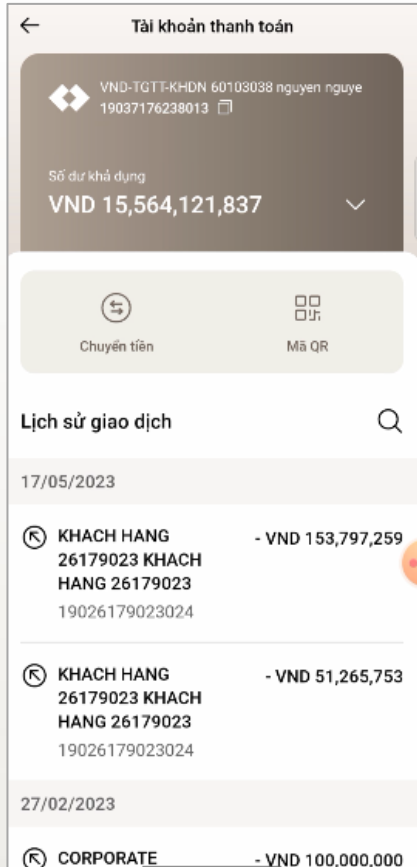 Tài khoản thanh toán
VND-TGTT-KHDN 60103038 nguyen nguye
19037176238013
Số dư khả dụng
VND 15,564,121,837
Chuyển tiền
Mã QR
Lịch sử giao dịch
17/05/2023
KHACH HANG - VND 153,797,259
26179023 KHACH
HANG 26179023
19026179023024
KHACH HANG - VND 51,265,753
26179023 KHACH
HANG 26179023
19026179023024
27/02/2023
CORPORATE - VND 100,000,000